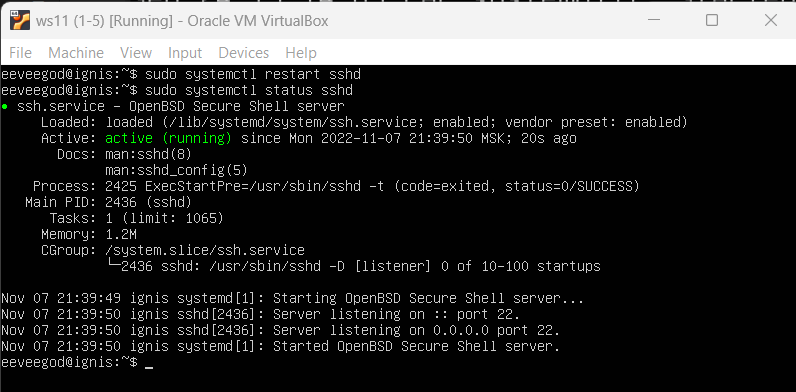 ws11 (1-5) [Running] - Oracle VM VirtualBox
File Machine View Input Devices Help
eeveegod@ignis:~$ sudo systemctl restart sshd
eeveegod@ignis:~$ sudo systemctl status sshd
● ssh.service - OpenBSD Secure Shell server
Loaded: loaded (/lib/systemd/system/ssh.service; enabled; vendor preset: enabled)
Active: active (running) since Mon 2022-11-07 21:39:50 MSK; 20s ago
Docs: man:sshd(8)
man:sshd_config(5)
Process: 2425 ExecStartPre=/usr/sbin/sshd -t (code=exited, status=0/SUCCESS)
Main PID: 2436 (sshd)
Tasks: 1 (limit: 1065)
Memory: 1.2M
CGroup: /system.slice/ssh.service
└─2436 sshd: /usr/sbin/sshd -D [listener] 0 of 10-100 startups
Nov 07 21:39:49 ignis systemd[1]: Starting OpenBSD Secure Shell server...
Nov 07 21:39:50 ignis sshd[2436]: Server listening on :: port 22.
Nov 07 21:39:50 ignis sshd[2436]: Server listening on 0.0.0.0 port 22.
Nov 07 21:39:50 ignis systemd[1]: Started OpenBSD Secure Shell server.
eeveegod@ignis:~$ _